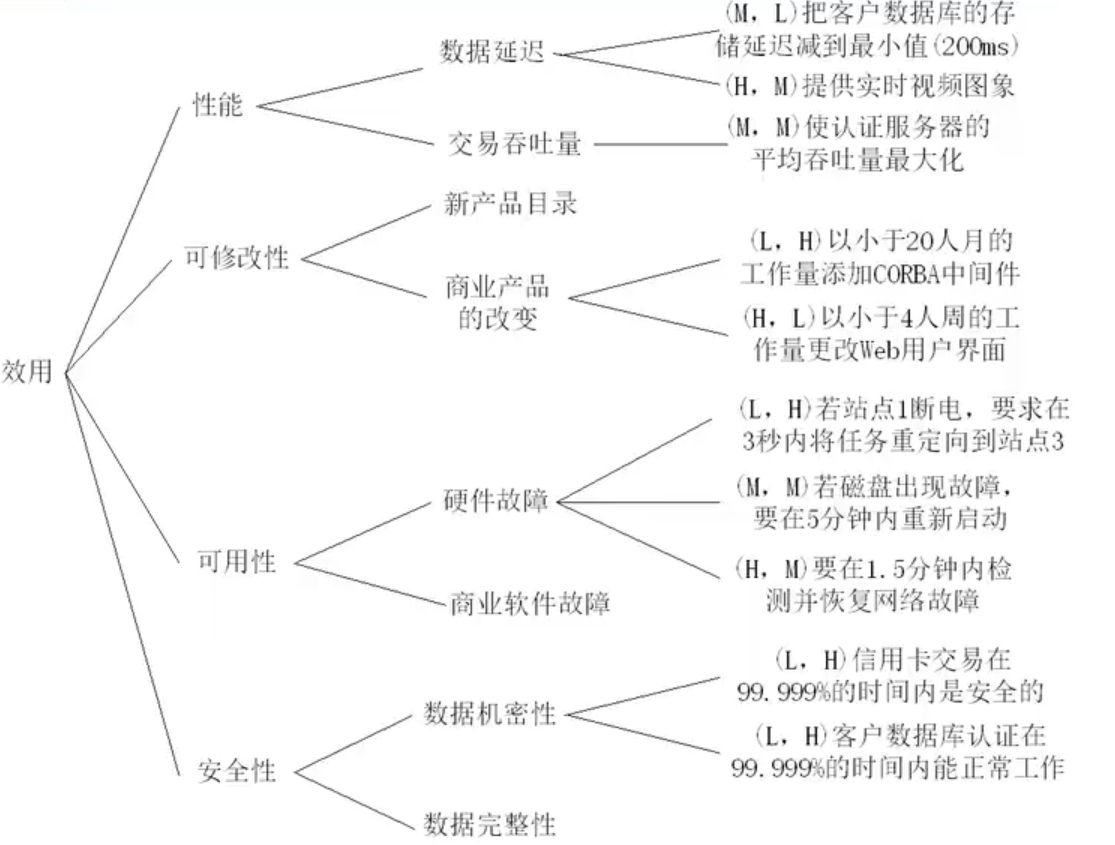 效用
性能
数据延迟
(M, L)把客户数据库的存
储延迟减到最小值(200ms)
(H, M)提供实时视频图象
交易吞吐量
(M, M)使认证服务器的
平均吞吐量最大化
可修改性
新产品目录
商业产品
的改变
(L, H)以小于20人月的
工作量添加CORBA中间件
(H, L)以小于4人周的工
作量更改Web用户界面
可用性
硬件故障
(L, H)若站点1断电，要求在
3秒内将任务重定向到站点3
(M, M)若磁盘出现故障，
要在5分钟内重新启动
(H, M)要在1.5分钟内检
测并恢复网络故障
商业软件故障
安全性
数据机密性
(L, H)信用卡交易在
99.999%的时间内是安全的
(L, H)客户数据库认证在
99.999%的时间内能正常工作
数据完整性